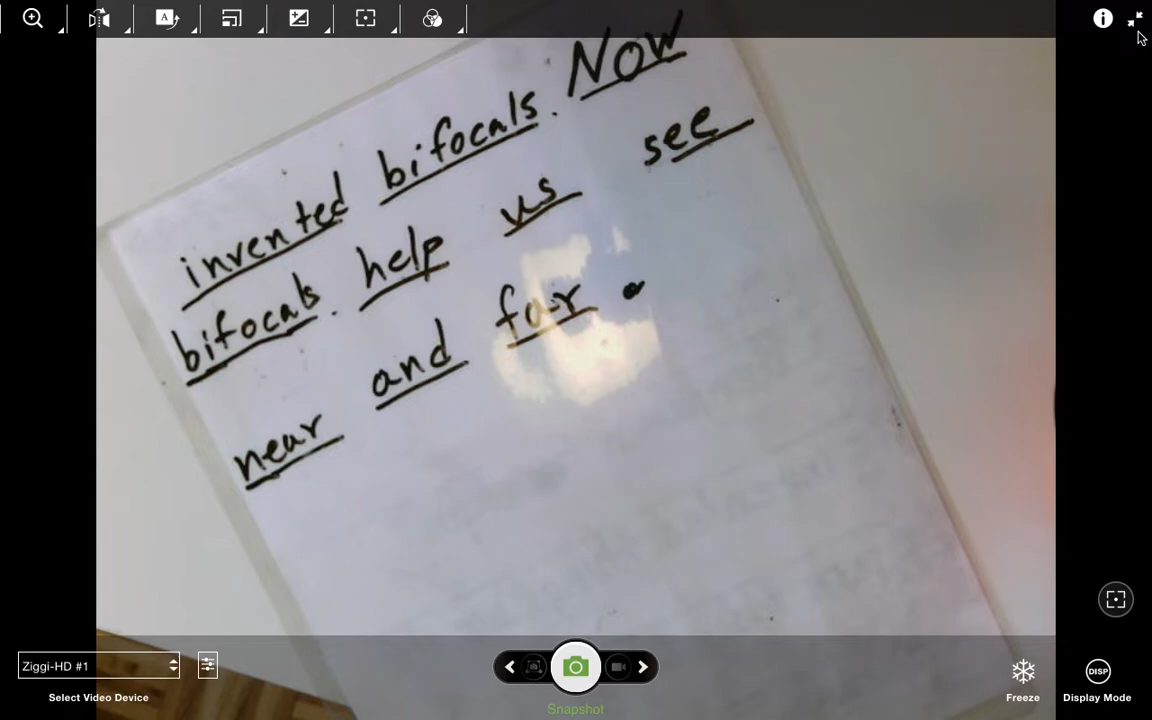 invented bifocals. Now
bifocals. help us see
near and far.
Ziggi-HD #1
Select Video Device
Snapshot
Freeze
DISP
Display Mode